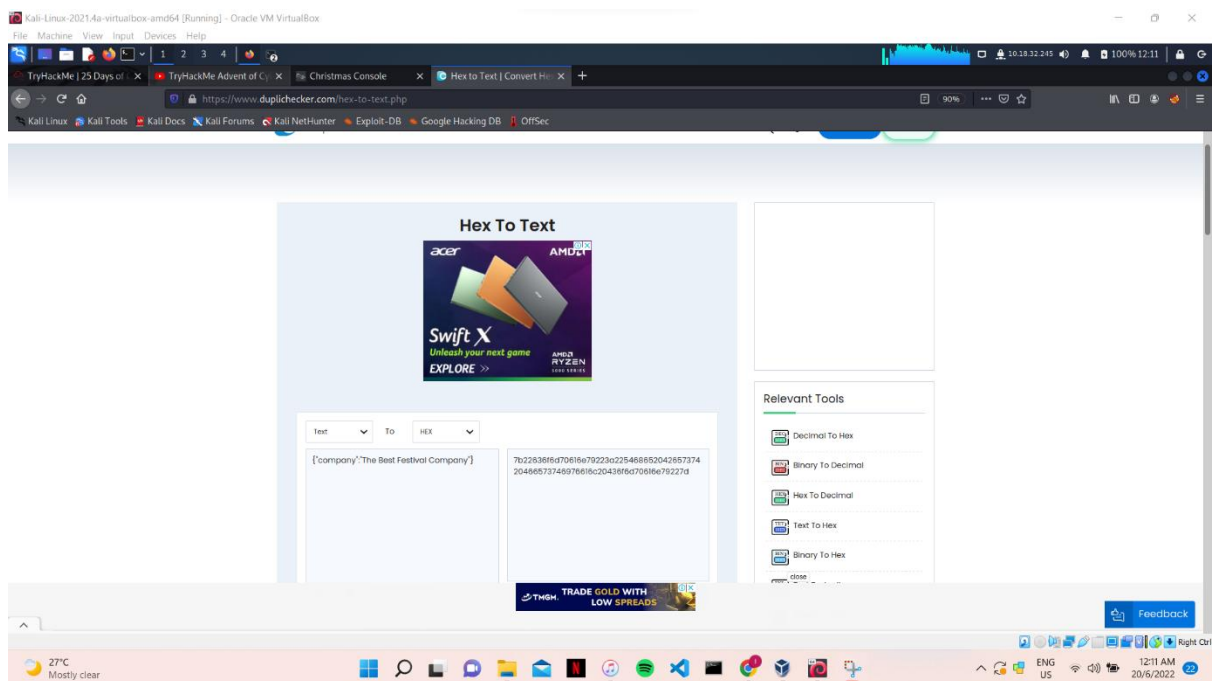 Kali-Linux-2021.4a-virtualbox-amd64 [Running] - Oracle VM VirtualBox
File Machine View Input Devices Help
1 2 3 4 10.18.32.245 100% 12:11
TryHackMe | 25 Days of TryHackMe Advent of Cy Christmas Console Hex to Text | Convert He
https://www.duplichecker.com/hex-to-text.php 90%
Kali Linux Kali Tools Kali Docs Kali Forums Kali NetHunter Exploit-DB Google Hacking DB OffSec
Hex To Text
acer AMD
Swift X
Unleash your next game
EXPLORE >>
AMD
RYZEN
5000 SERIES
Relevant Tools
Text To HEX
Decimal To Hex
{"company":"The Best Festival Company"}
7b22636f6d70616e79223a2254686520426573742
0466573746976616c20436f6d70616e79227d
Binary To Decimal
Hex To Decimal
Text To Hex
Binary To Hex
close
TMGM. TRADE GOLD WITH
LOW SPREADS
Feedback
Right Ctrl
27°C
Mostly clear
ENG
US
12:11 AM
20/6/2022
22